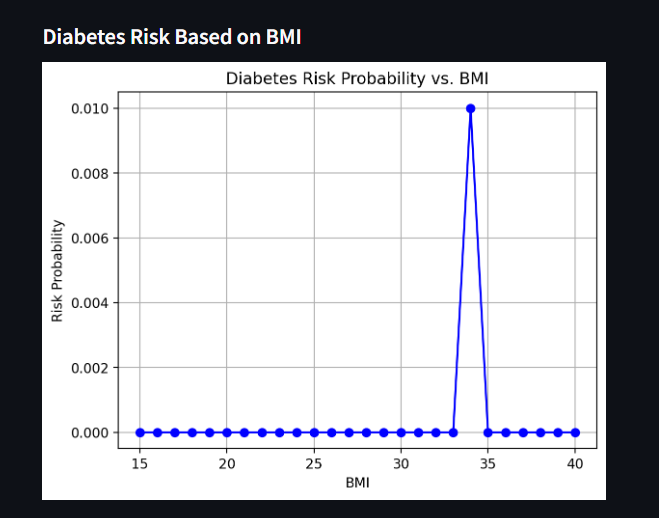 Diabetes Risk Based on BMI
Diabetes Risk Probability vs. BMI
0.010
0.008
0.006
0.004
0.002
0.000
Risk Probability
15 20 25 30 35 40
BMI